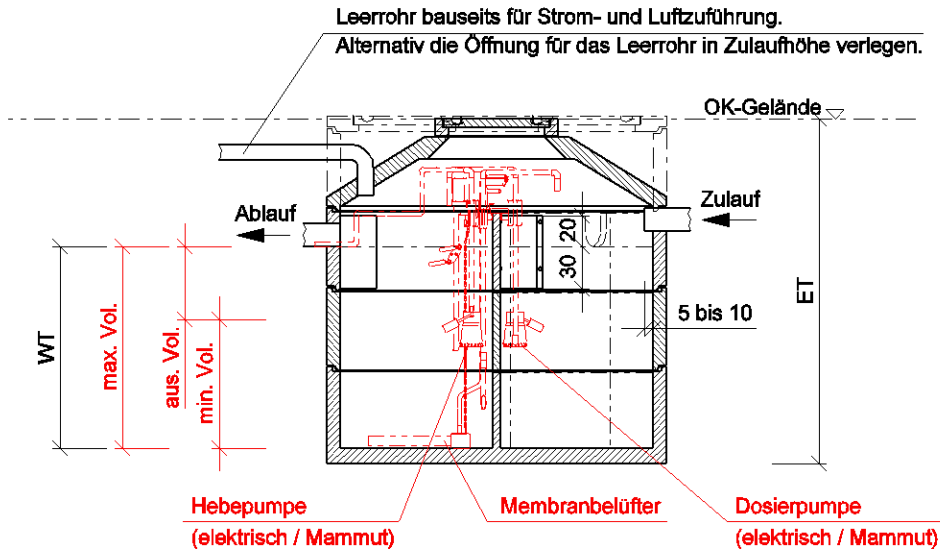 Leerrohr bauseits für Strom- und Luftzuführung.
Alternativ die Öffnung für das Leerrohr in Zulaufhöhe verlegen.
OK-Gelände
Ablauf
Zulauf
20
30
5 bis 10
WT
max. Vol.
aus. Vol.
min. Vol.
ET
Hebepumpe
(elektrisch / Mammut)
Membranbelüfter
Dosierpumpe
(elektrisch / Mammut)